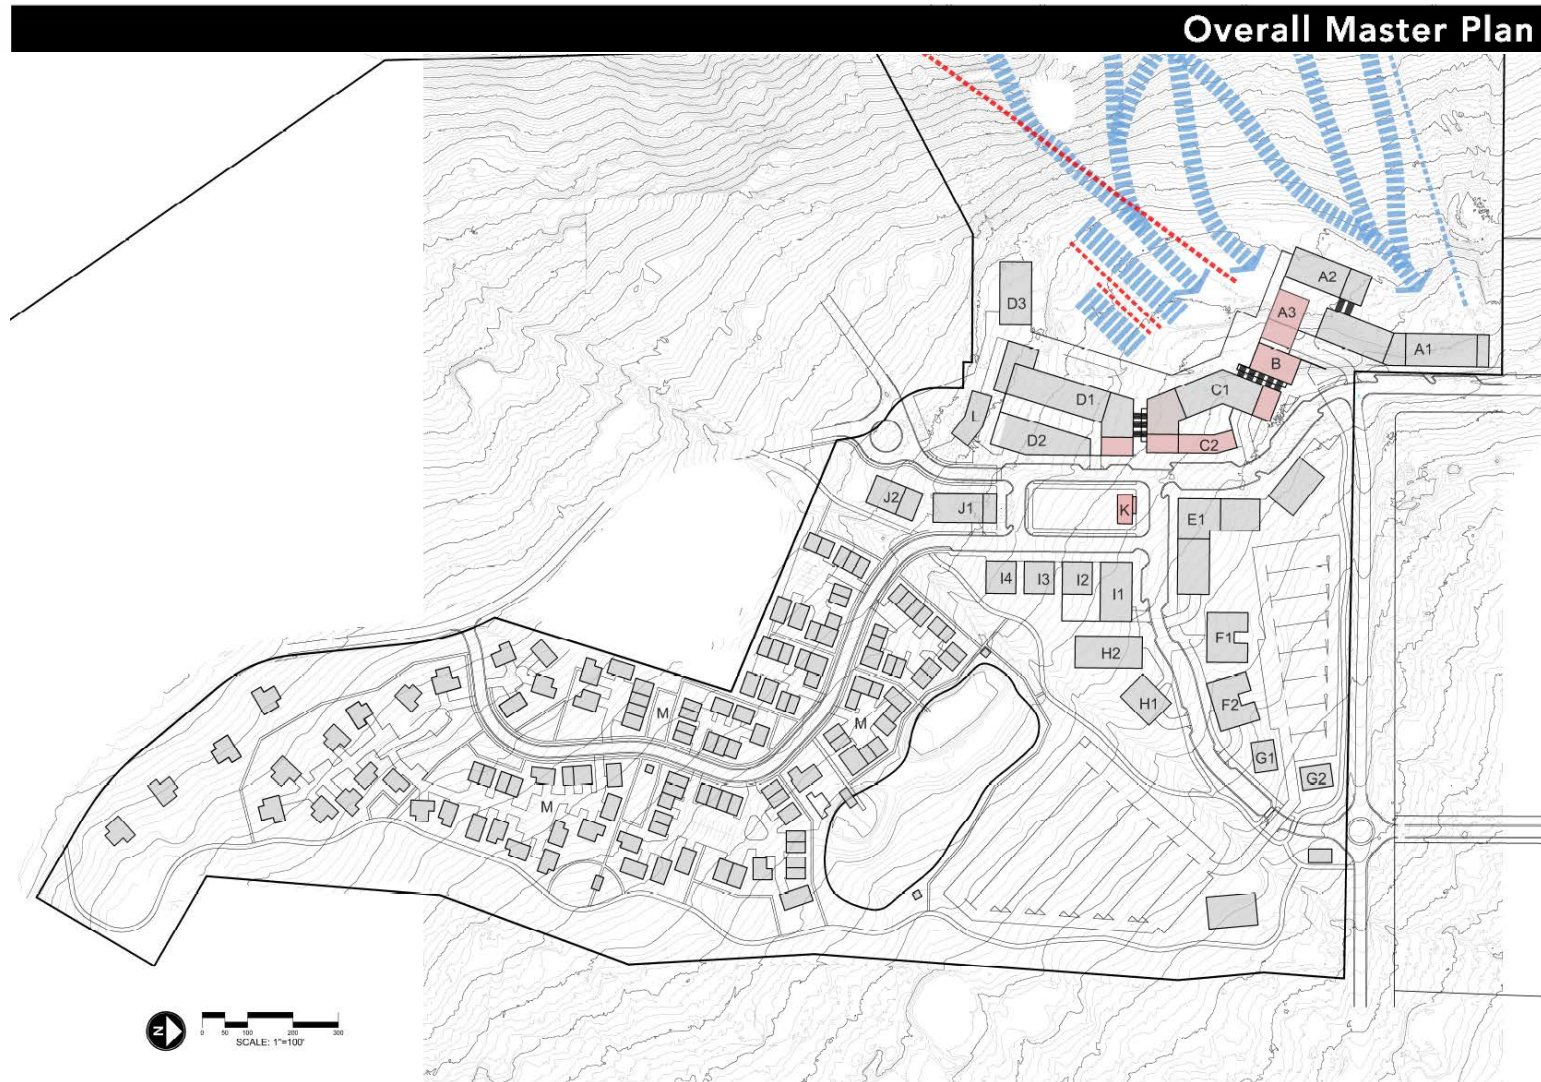 Overall Master Plan
A2
D3
A3
A1
B
C1
D1
L
D2
C2
J2
J1
K
E1
I4
I3
I2
I1
F1
H2
H1
F2
M
M
G1
G2
M
N
0 50 100 200 300
SCALE: 1"=100'